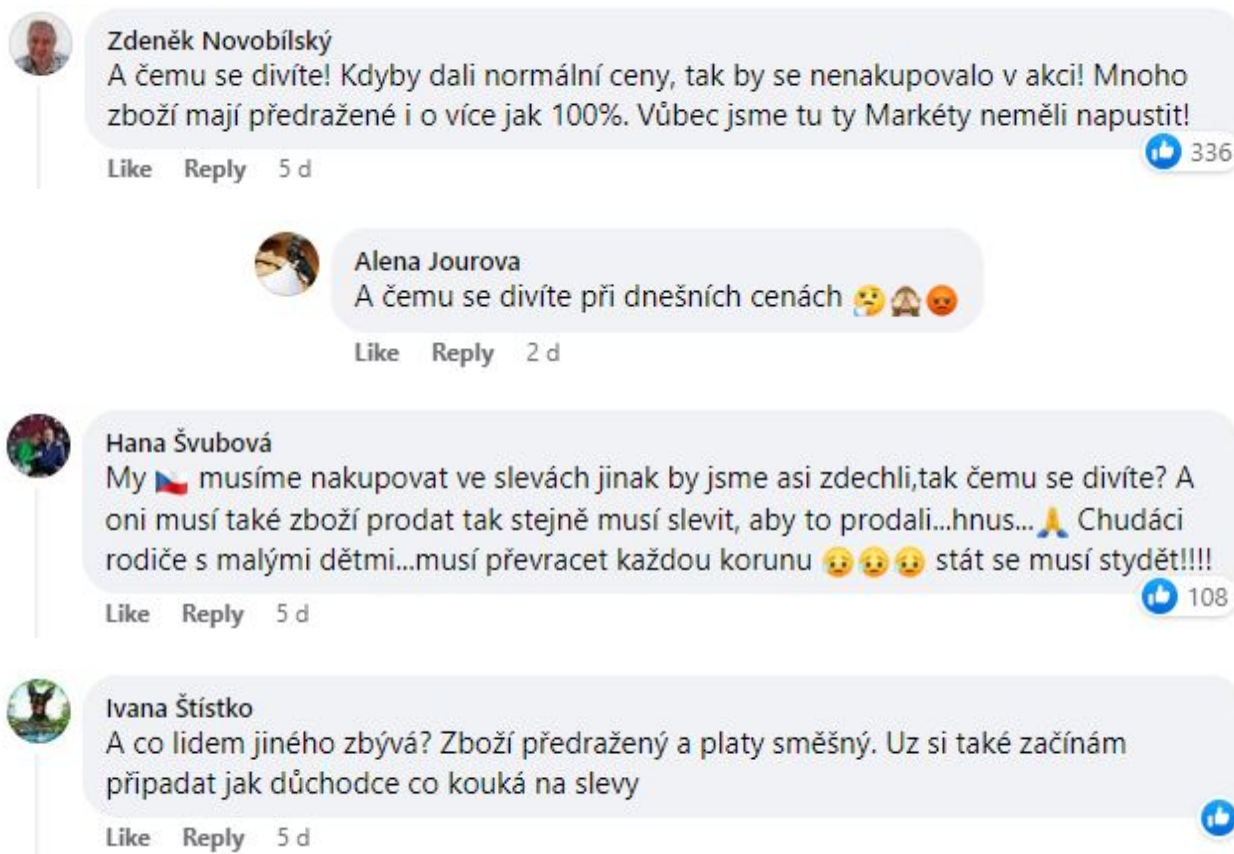 Zdeněk Novobílský
A čemu se divíte! Kdyby dali normální ceny, tak by se nenakupovalo v akci! Mnoho
zboží mají předražené i o více jak 100%. Vůbec jsme tu ty Markéty neměli napustit!
336
Like Reply 5 d
Alena Jourova
A čemu se divíte při dnešních cenách 🤔🙈😡
Like Reply 2 d
Hana Švubová
My 🇨🇿 musíme nakupovat ve slevách jinak by jsme asi zdechli,tak čemu se divíte? A
oni musí také zboží prodat tak stejně musí slevit, aby to prodali...hnus...🙏 Chudáci
rodiče s malými dětmi...musí převracet každou korunu 😥😥😥 stát se musí stydět!!!!
108
Like Reply 5 d
Ivana Štístko
A co lidem jiného zbývá? Zboží předražený a platy směšný. Uz si také začínám
připadat jak důchodce co kouká na slevy
Like Reply 5 d